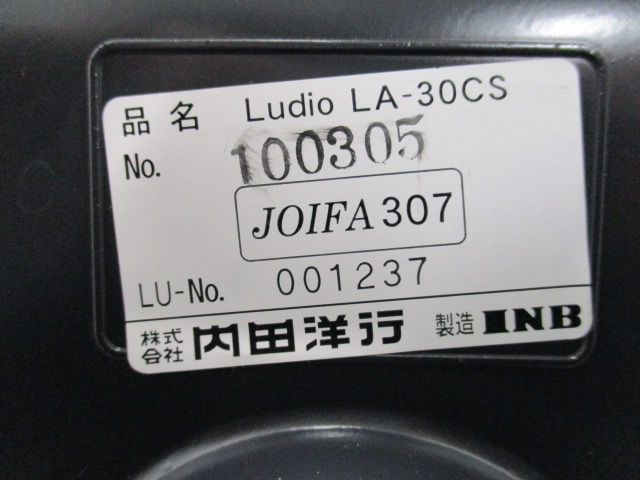 品名 Ludio LA-30CS
No. 100305
JOIFA 307
LU-No. 001237
株式会社 内田洋行 製造 INB